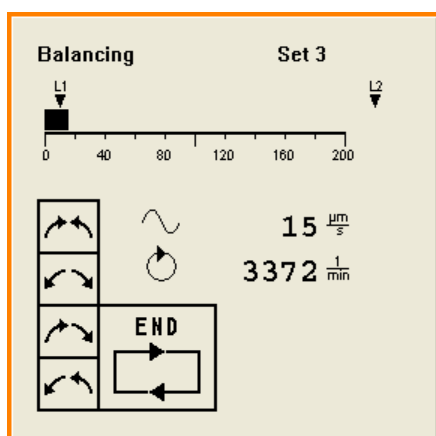 Balancing Set 3
L1 L2
0 40 80 120 160 200
15 µm/s
3372 1/min
END